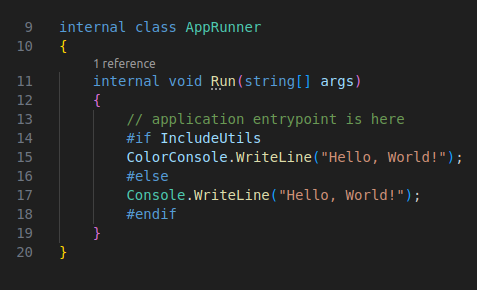 9 internal class AppRunner
10 {
1 reference
11 internal void Run(string[] args)
12 {
13 // application entrypoint is here
14 #if IncludeUtils
15 ColorConsole.WriteLine("Hello, World!");
16 #else
17 Console.WriteLine("Hello, World!");
18 #endif
19 }
20 }